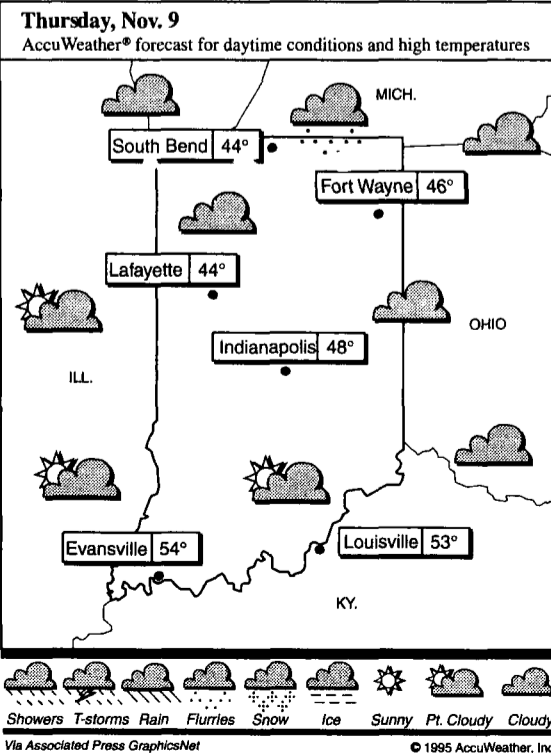 Thursday, Nov. 9
AccuWeather® forecast for daytime conditions and high temperatures
MICH.
South Bend 44°
Fort Wayne 46°
Lafayette 44°
OHIO
Indianapolis 48°
ILL.
Evansville 54°
Louisville 53°
KY.
Showers T-storms Rain Flurries Snow Ice Sunny Pt. Cloudy Cloudy
Via Associated Press GraphicsNet © 1995 AccuWeather, Inc